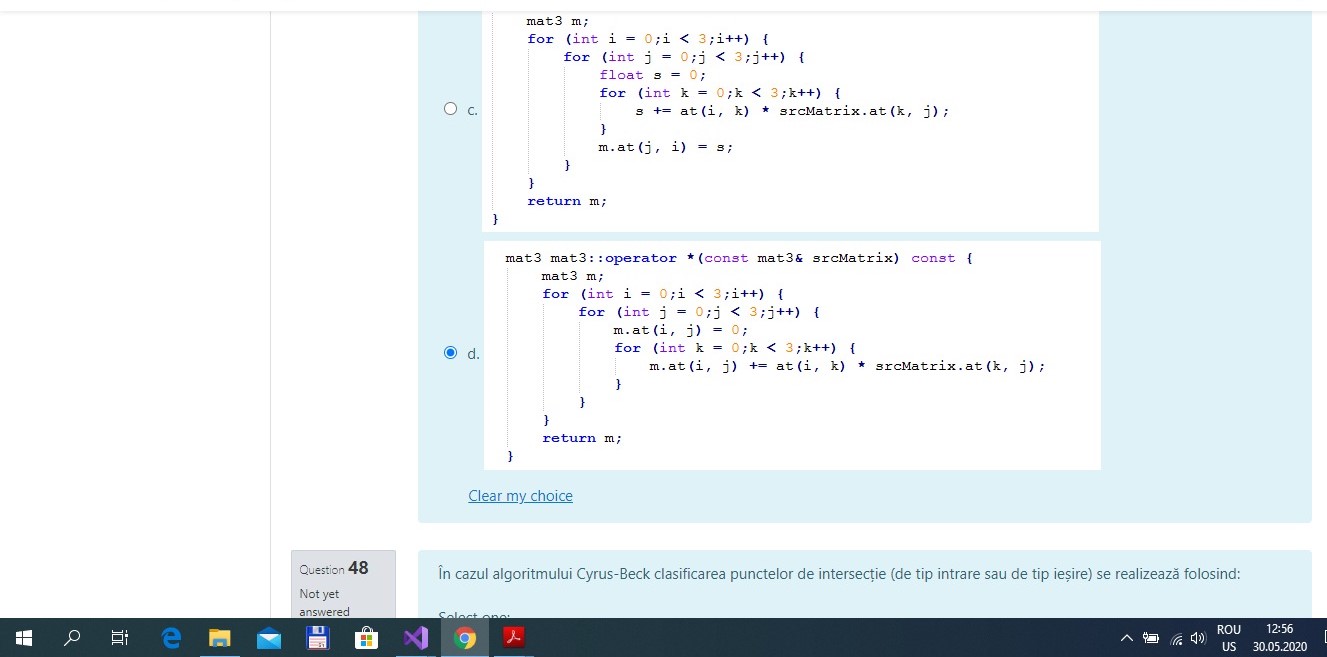 mat3 m;
for (int i = 0;i < 3;i++) {
for (int j = 0;j < 3;j++) {
float s = 0;
for (int k = 0;k < 3;k++) {
s += at(i, k) * srcMatrix.at(k, j);
}
m.at(j, i) = s;
}
}
return m;
}
c.
mat3 mat3::operator *(const mat3& srcMatrix) const {
mat3 m;
for (int i = 0;i < 3;i++) {
for (int j = 0;j < 3;j++) {
m.at(i, j) = 0;
for (int k = 0;k < 3;k++) {
m.at(i, j) += at(i, k) * srcMatrix.at(k, j);
}
}
}
return m;
}
d.
Clear my choice
Question 48
Not yet
answered
În cazul algoritmului Cyrus-Beck clasificarea punctelor de intersecție (de tip intrare sau de tip ieșire) se realizează folosind:
Select one:
ROU
US
12:56
30.05.2020